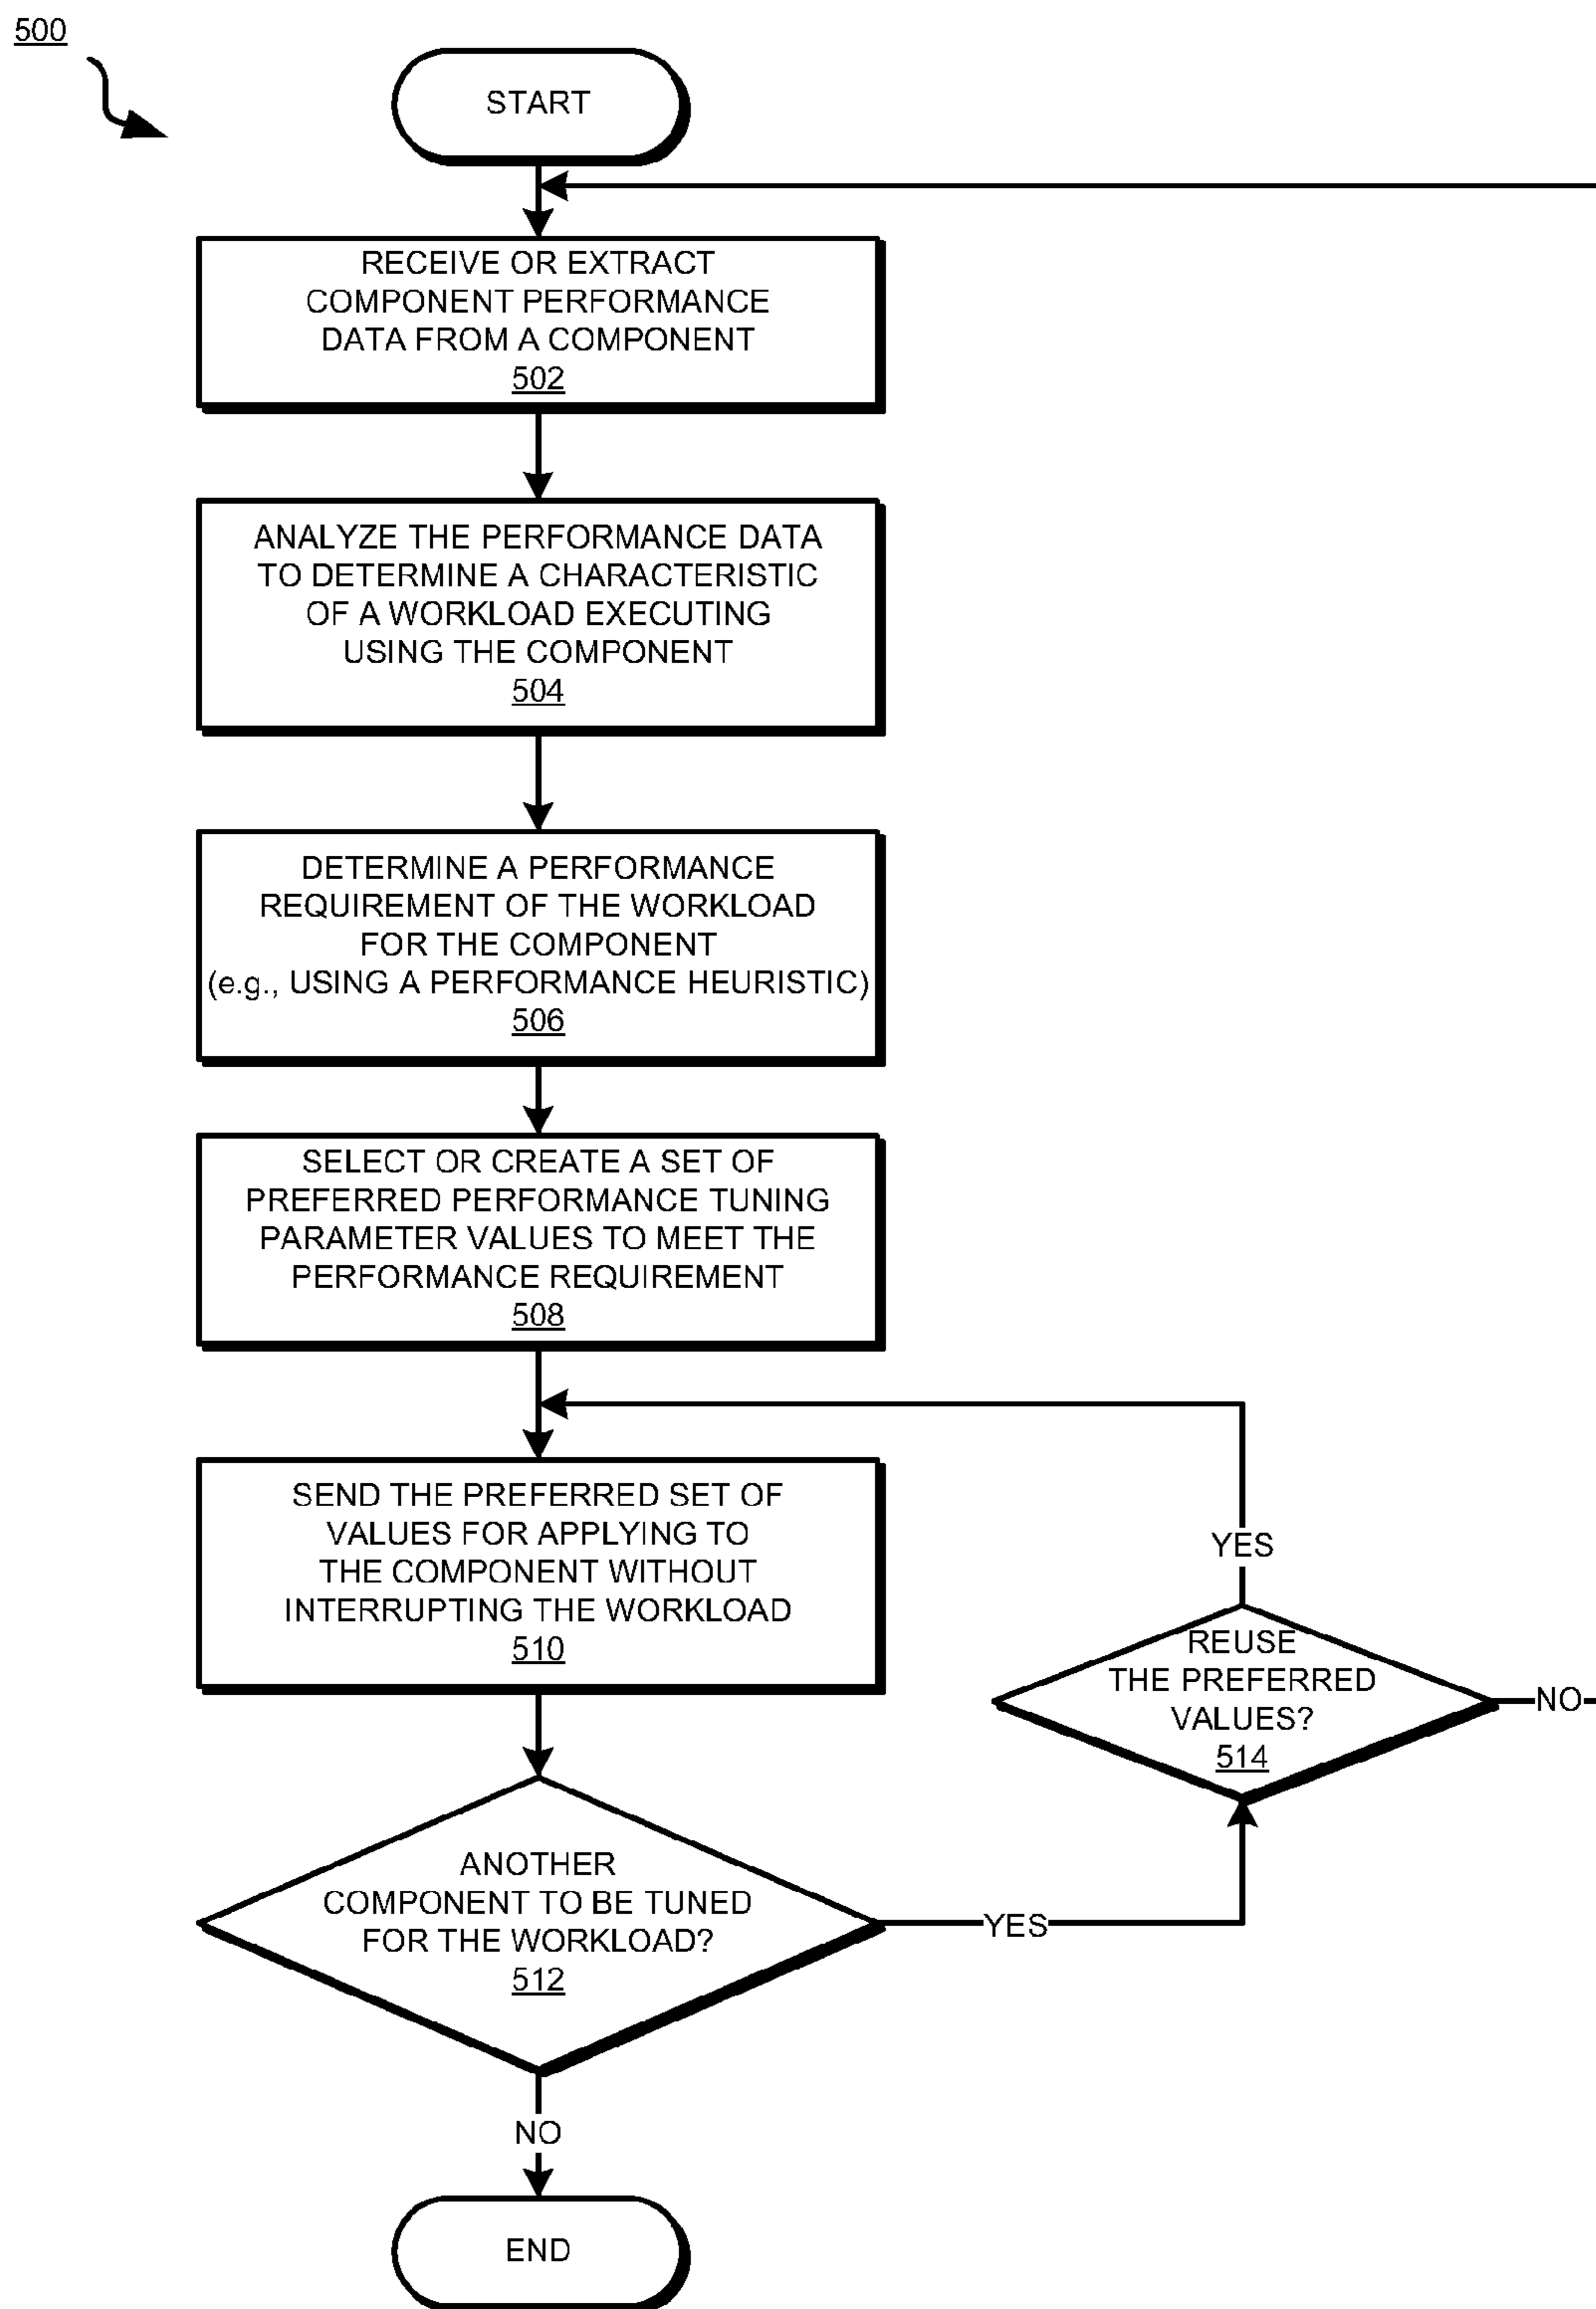 500
START
RECEIVE OR EXTRACT
COMPONENT PERFORMANCE
DATA FROM A COMPONENT
502
ANALYZE THE PERFORMANCE DATA
TO DETERMINE A CHARACTERISTIC
OF A WORKLOAD EXECUTING
USING THE COMPONENT
504
DETERMINE A PERFORMANCE
REQUIREMENT OF THE WORKLOAD
FOR THE COMPONENT
(e.g., USING A PERFORMANCE HEURISTIC)
506
SELECT OR CREATE A SET OF
PREFERRED PERFORMANCE TUNING
PARAMETER VALUES TO MEET THE
PERFORMANCE REQUIREMENT
508
SEND THE PREFERRED SET OF
VALUES FOR APPLYING TO
THE COMPONENT WITHOUT
INTERRUPTING THE WORKLOAD
510
YES
REUSE
THE PREFERRED
VALUES?
514
NO
ANOTHER
COMPONENT TO BE TUNED
FOR THE WORKLOAD?
512
YES
NO
END